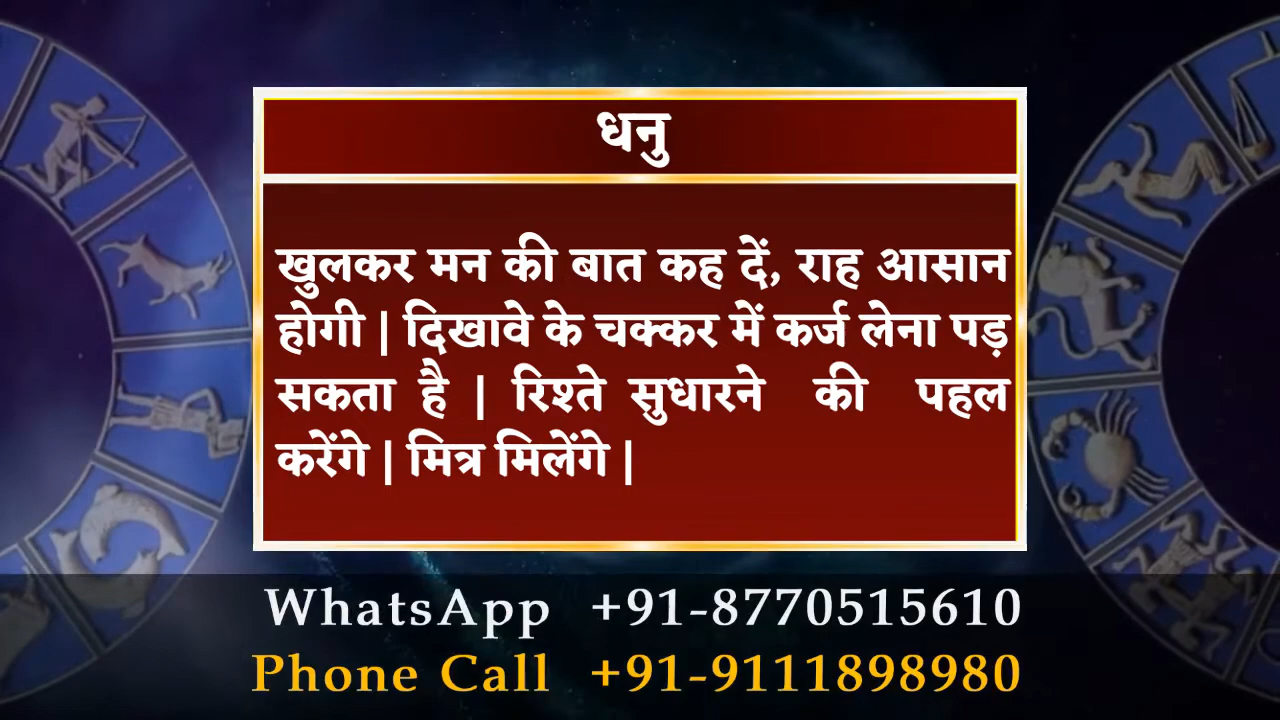 धनु
खुलकर मन की बात कह दें, राह आसान
होगी | दिखावे के चक्कर में कर्ज लेना पड़
सकता है | रिश्ते सुधारने की पहल
करेंगे | मित्र मिलेंगे |
WhatsApp +91-8770515610
Phone Call +91-9111898980